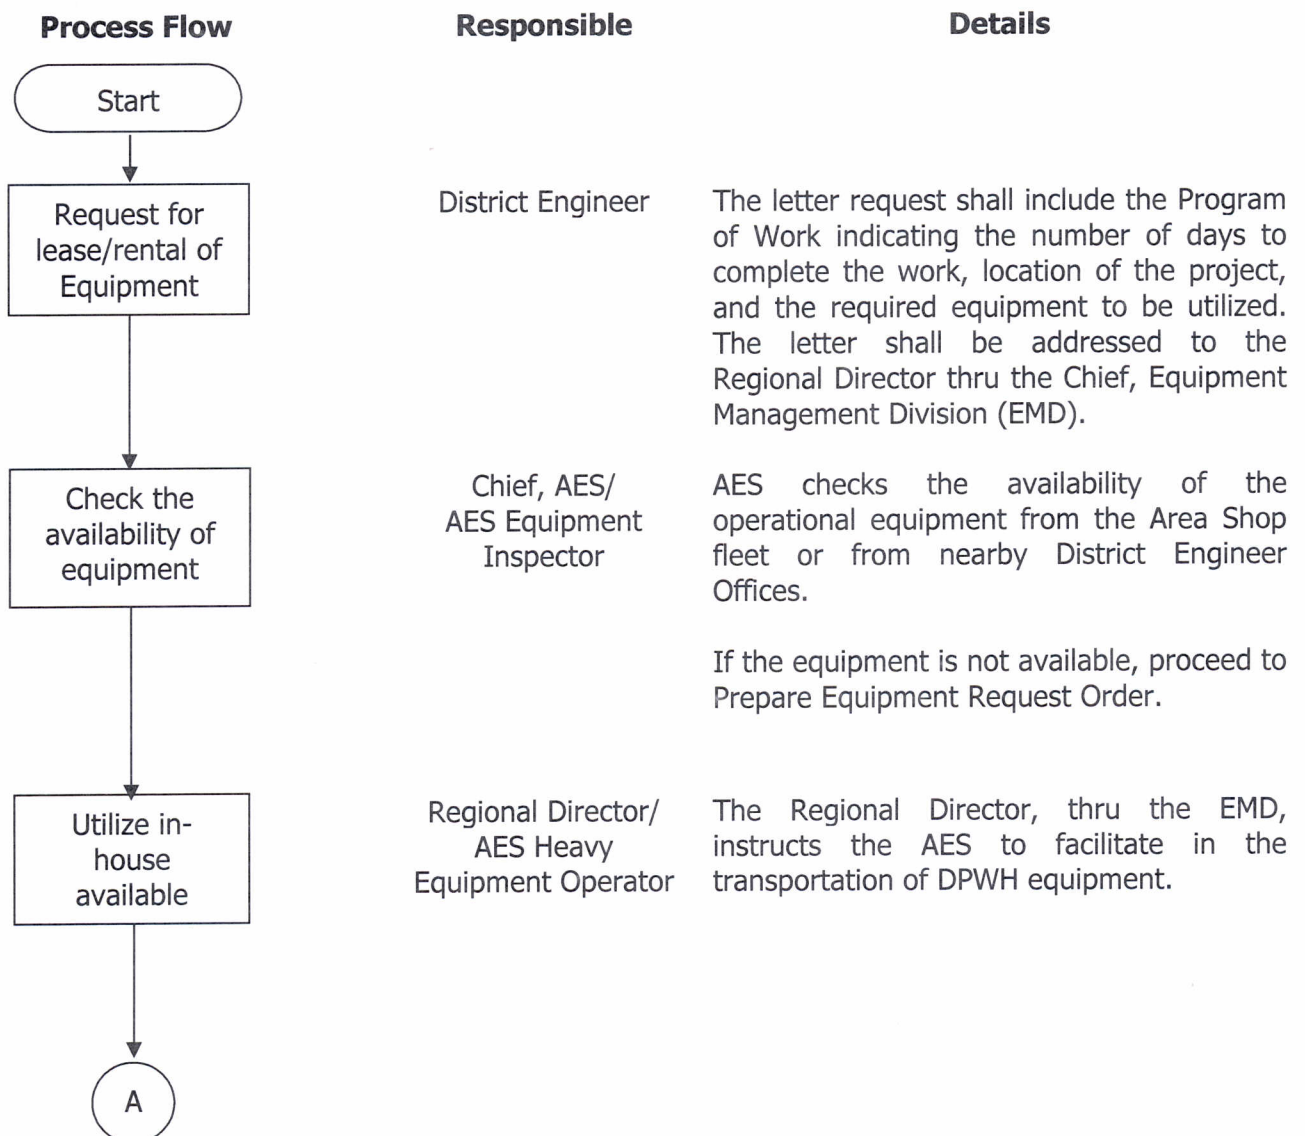 Process Flow Responsible Details
Start
Request for
lease/rental of
Equipment
District Engineer
The letter request shall include the Program
of Work indicating the number of days to
complete the work, location of the project,
and the required equipment to be utilized.
The letter shall be addressed to the
Regional Director thru the Chief, Equipment
Management Division (EMD).
Check the
availability of
equipment
Chief, AES/
AES Equipment
Inspector
AES checks the availability of the
operational equipment from the Area Shop
fleet or from nearby District Engineer
Offices.
If the equipment is not available, proceed to
Prepare Equipment Request Order.
Utilize in-
house
available
Regional Director/
AES Heavy
Equipment Operator
The Regional Director, thru the EMD,
instructs the AES to facilitate in the
transportation of DPWH equipment.
A